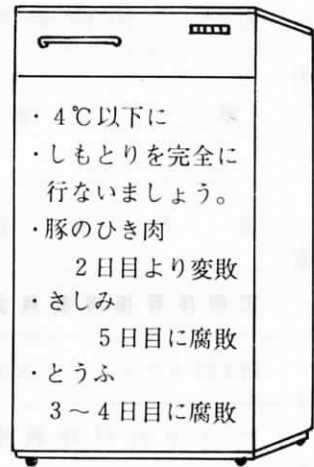 ・4℃以下に
・しもとりを完全に
行ないましょう。
・豚のひき肉
2日目より変敗
・さしみ
5日目に腐敗
・とうふ
3～4日目に腐敗